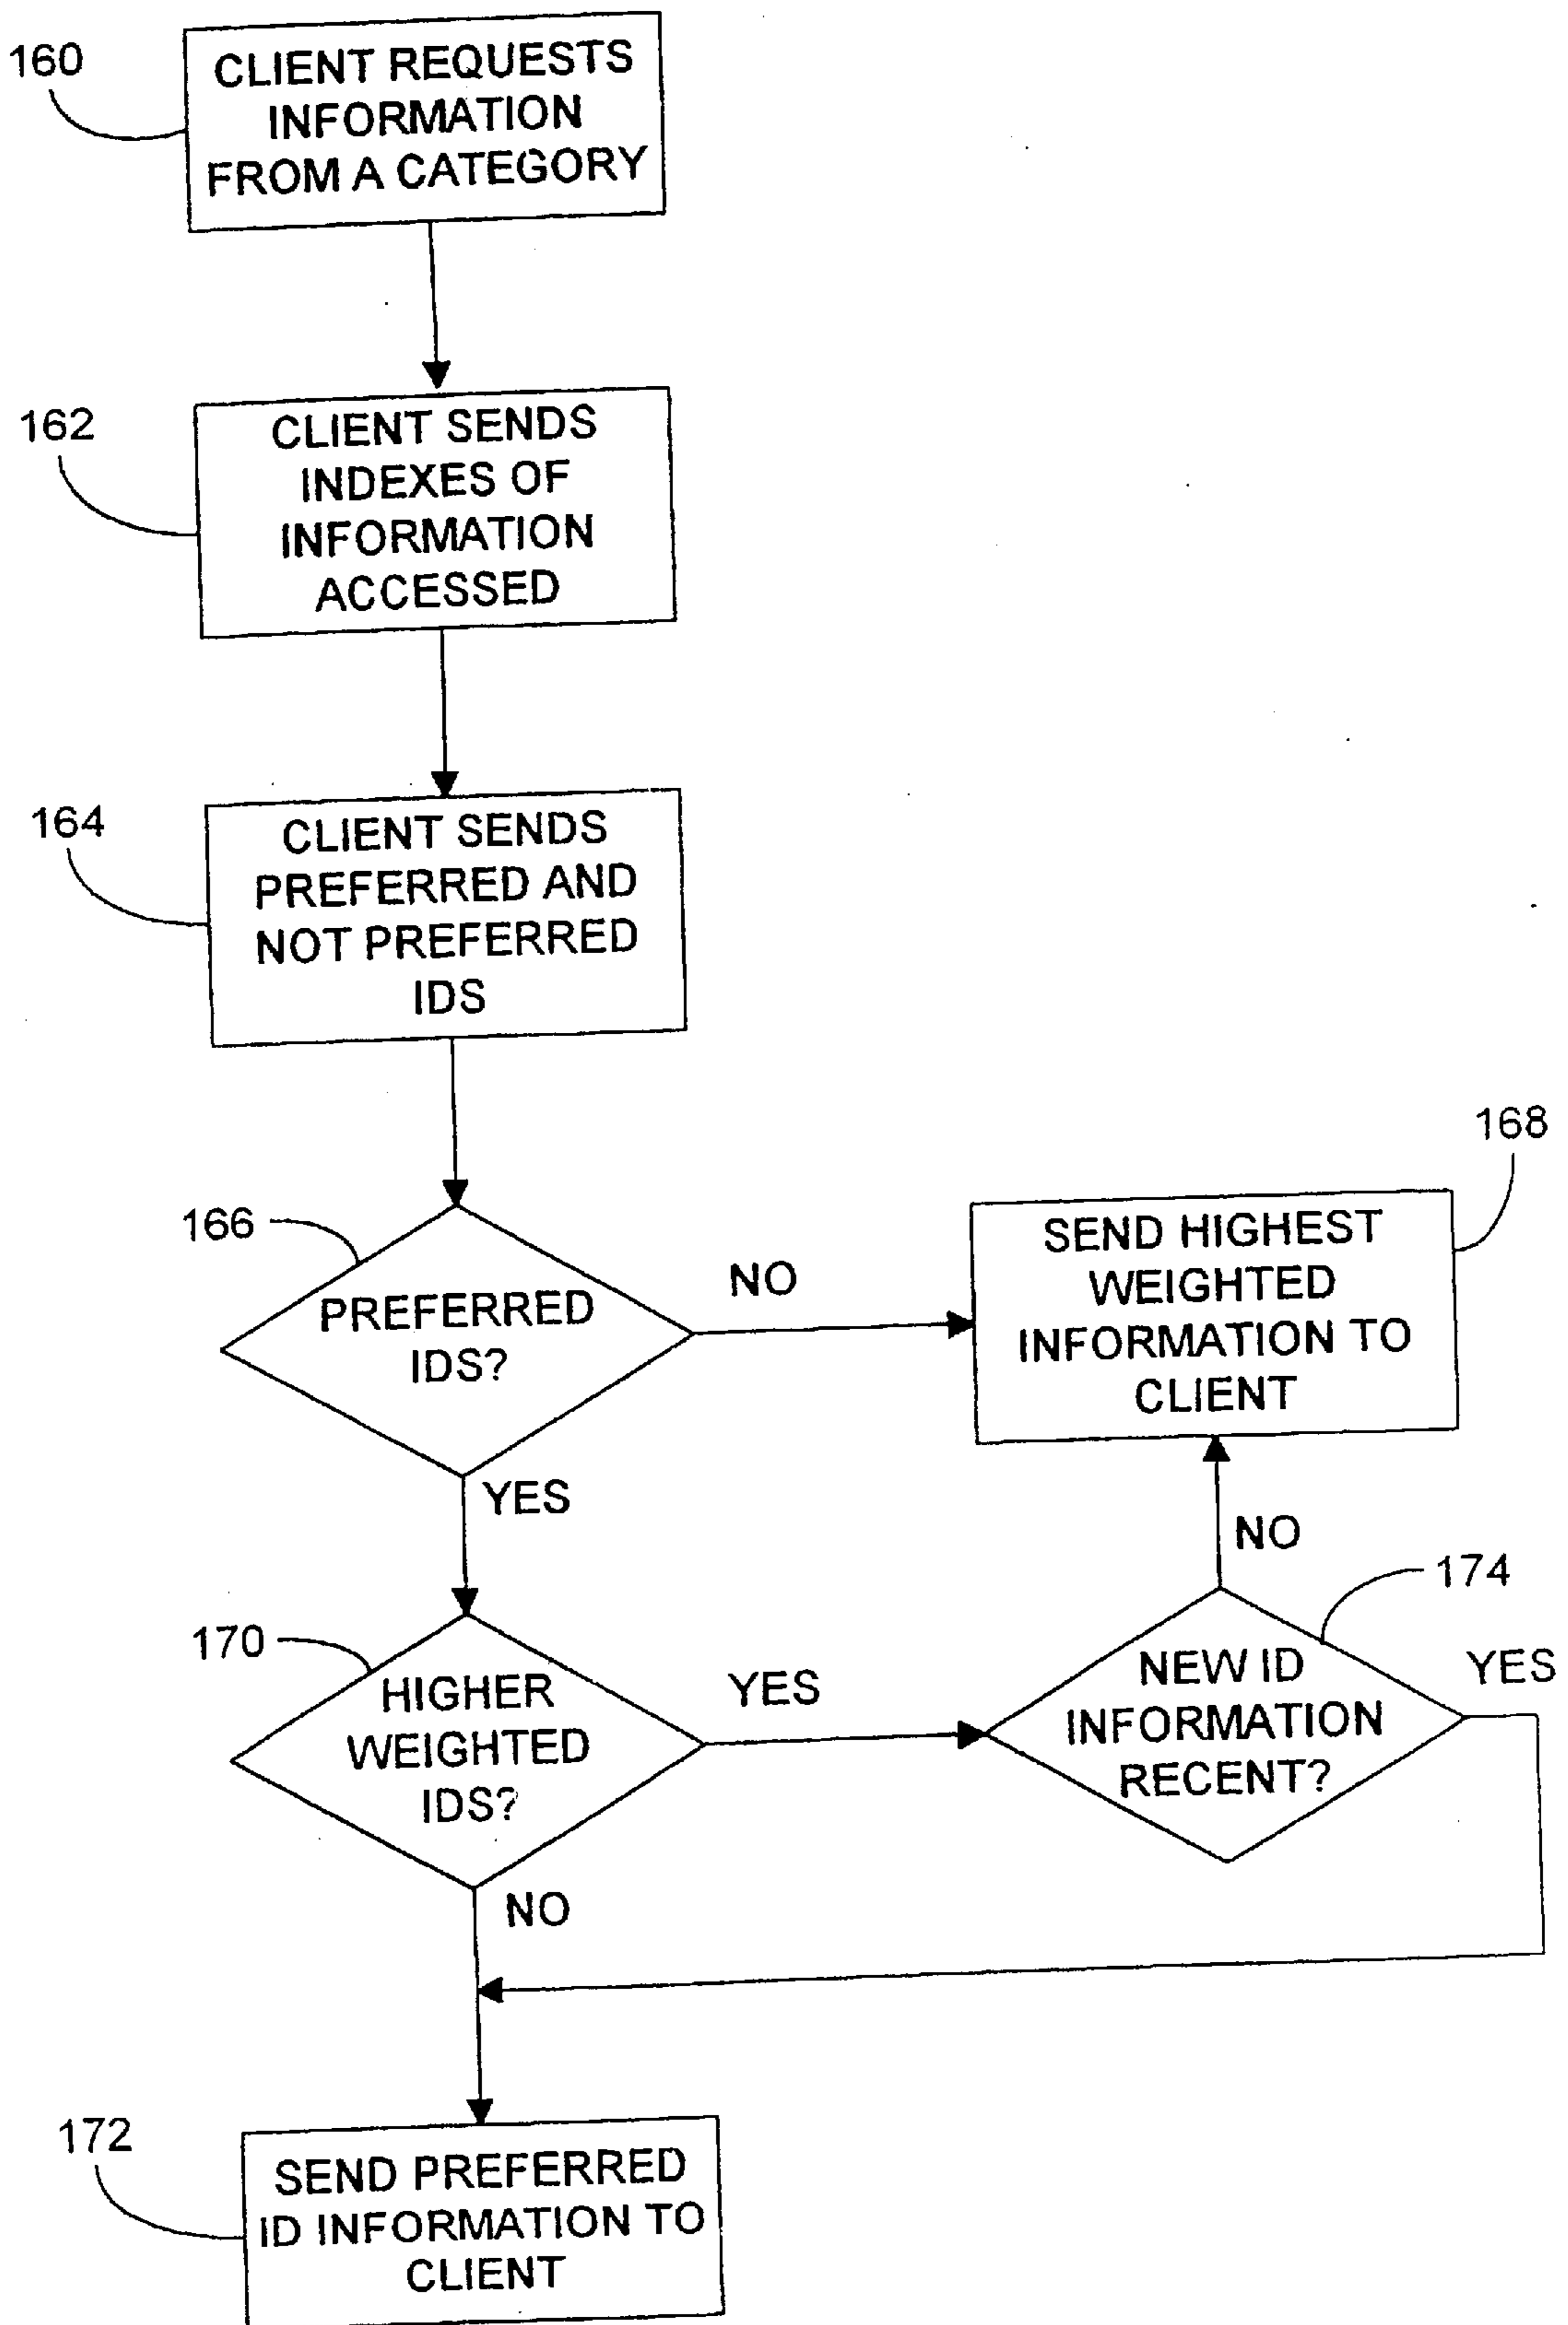 160
CLIENT REQUESTS
INFORMATION
FROM A CATEGORY
162
CLIENT SENDS
INDEXES OF
INFORMATION
ACCESSED
164
CLIENT SENDS
PREFERRED AND
NOT PREFERRED
IDS
166
PREFERRED
IDS?
NO
168
SEND HIGHEST
WEIGHTED
INFORMATION TO
CLIENT
YES
NO
170
HIGHER
WEIGHTED
IDS?
YES
174
NEW ID
INFORMATION
RECENT?
YES
NO
172
SEND PREFERRED
ID INFORMATION TO
CLIENT